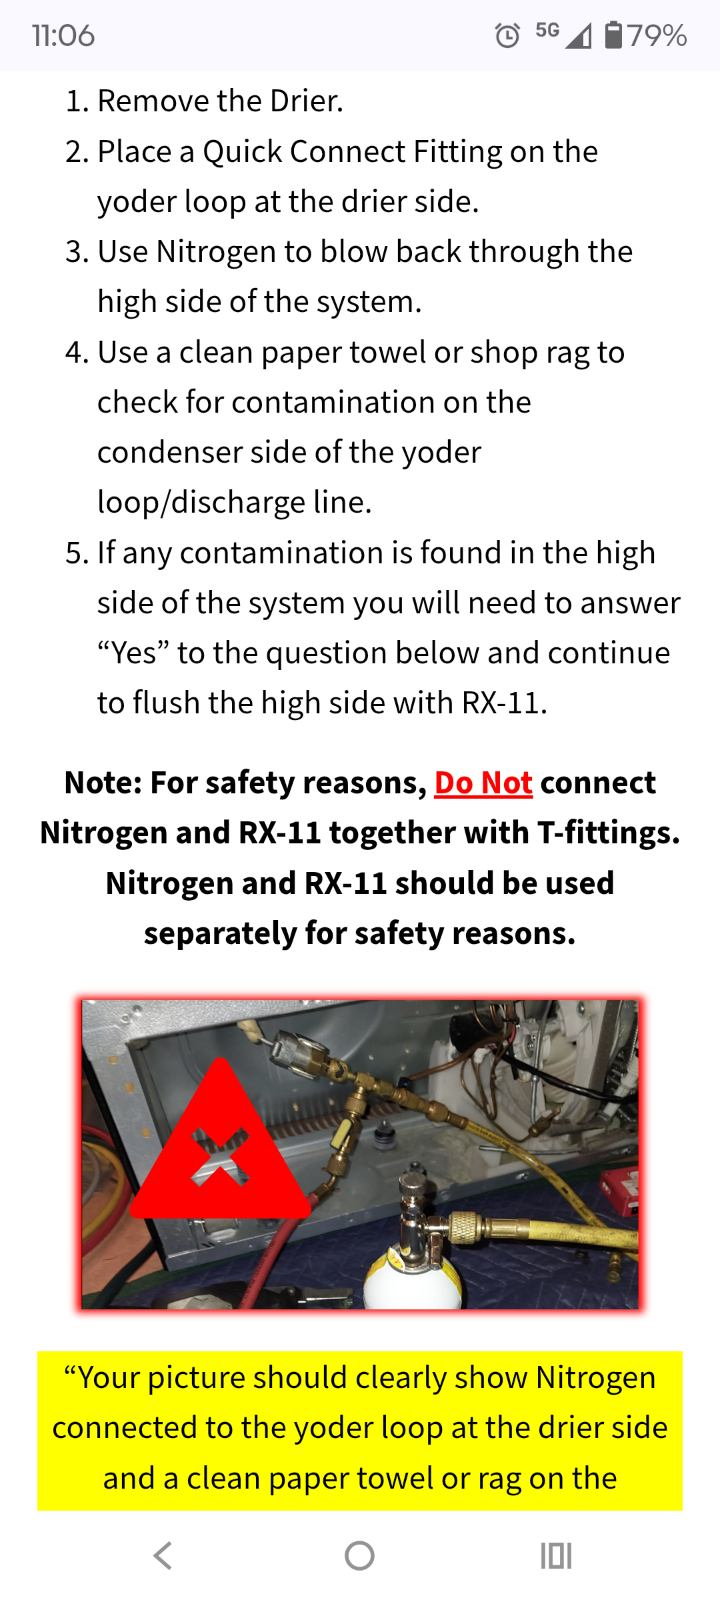 11:06
5G
79%
1. Remove the Drier.
2. Place a Quick Connect Fitting on the
yoder loop at the drier side.
3. Use Nitrogen to blow back through the
high side of the system.
4. Use a clean paper towel or shop rag to
check for contamination on the
condenser side of the yoder
loop/discharge line.
5. If any contamination is found in the high
side of the system you will need to answer
“Yes” to the question below and continue
to flush the high side with RX-11.
Note: For safety reasons, Do Not connect
Nitrogen and RX-11 together with T-fittings.
Nitrogen and RX-11 should be used
separately for safety reasons.
“Your picture should clearly show Nitrogen
connected to the yoder loop at the drier side
and a clean paper towel or rag on the